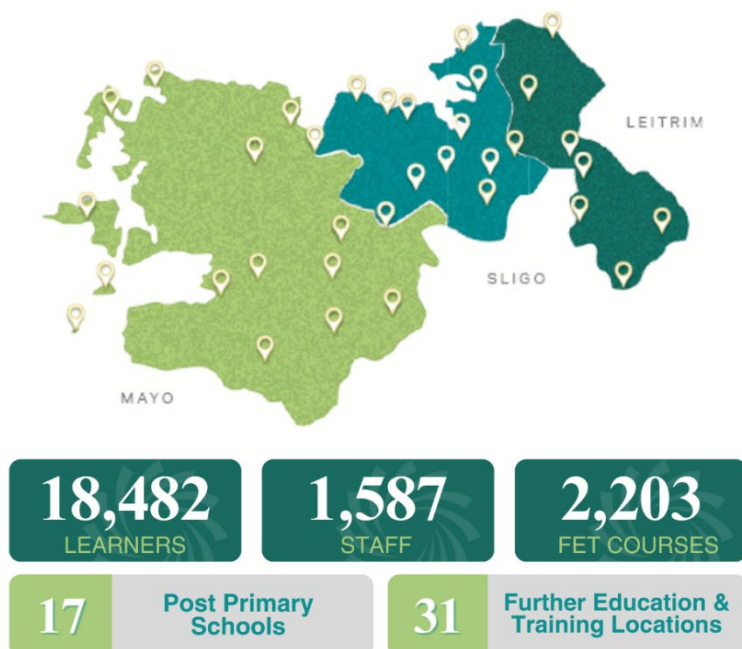 LEITRIM
SLIGO
MAYO
18,482
LEARNERS
1,587
STAFF
2,203
FET COURSES
17
Post Primary
Schools
31
Further Education &
Training Locations